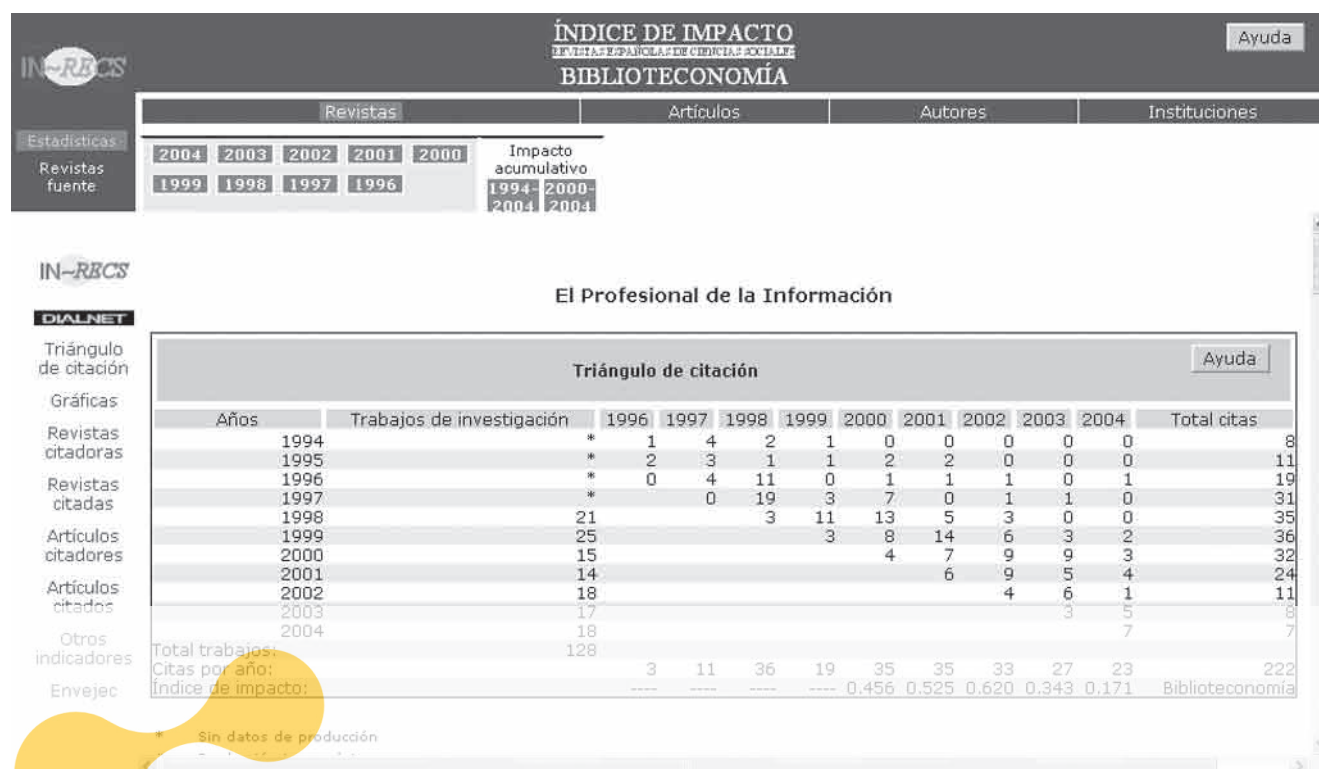 ÍNDICE DE IMPACTO
REVISTAS ESPAÑOLAS DE CIENCIAS SOCIALES
BIBLIOTECONOMÍA
Ayuda
IN~RECS
Revistas Artículos Autores Instituciones
Estadísticas
Revistas
fuente
2004 2003 2002 2001 2000
1999 1998 1997 1996
Impacto
acumulativo
1994- 2000-
2004 2004
IN~RECS
DIALNET
Triángulo
de citación
Gráficas
Revistas
citadoras
Revistas
citadas
Artículos
citadores
Artículos
citados
Otros
indicadores
Envejec
El Profesional de la Información
Triángulo de citación
Ayuda
Años Trabajos de investigación 1996 1997 1998 1999 2000 2001 2002 2003 2004 Total citas
1994 * 1 4 2 1 0 0 0 0 0 8
1995 * 2 3 1 1 2 2 0 0 0 11
1996 * 0 4 11 0 1 1 1 0 1 19
1997 * 0 19 3 7 0 1 1 0 31
1998 21 3 11 13 5 3 0 0 35
1999 25 3 8 14 6 3 2 36
2000 15 4 7 9 9 3 32
2001 14 6 9 5 4 24
2002 18 4 6 1 11
2003 17 3 5 8
2004 18 7 7
Total trabajos: 128
Citas por año: 3 11 36 19 35 35 33 27 23 222
Índice de impacto: ---- ---- ---- ---- 0.456 0.525 0.620 0.343 0.171 Biblioteconomía
* Sin datos de producción